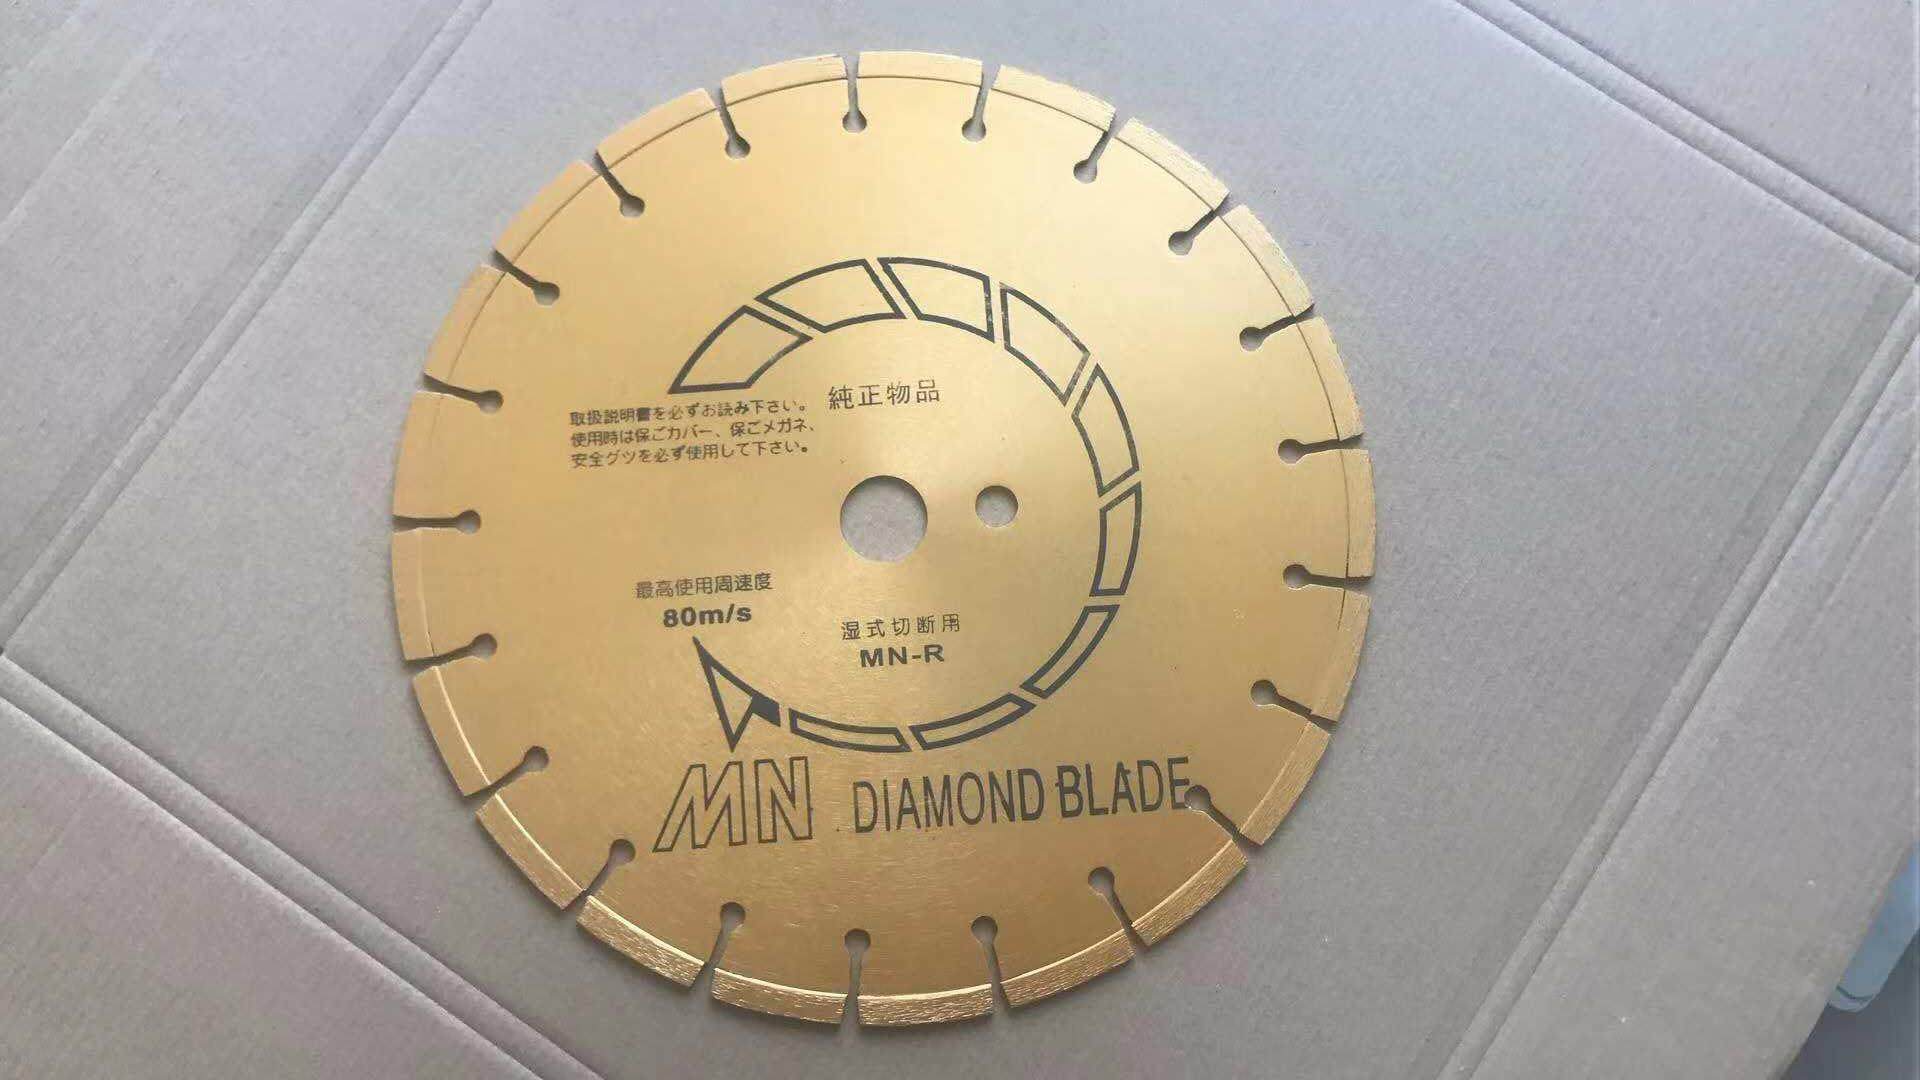 純正物品
取扱説明書を必ずお読み下さい。
使用時は保ごカバー、保ごメガネ、
安全グツを必ず使用して下さい。
最高使用周速度
80m/s
湿式切断用
MN-R
MN DIAMOND BLADE